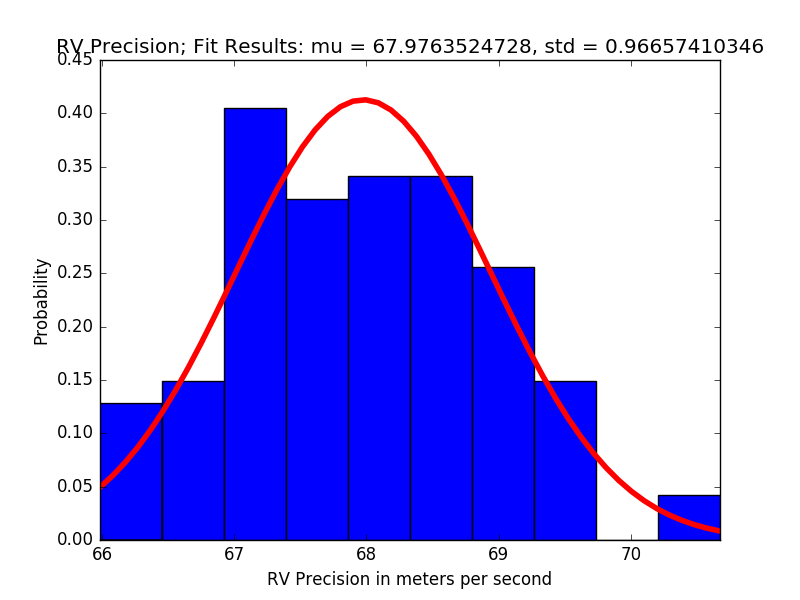 RV Precision; Fit Results: mu = 67.9763524728, std = 0.96657410346
0.45
0.40
0.35
0.30
0.25
0.20
0.15
0.10
0.05
0.00
Probability
66 67 68 69 70
RV Precision in meters per second